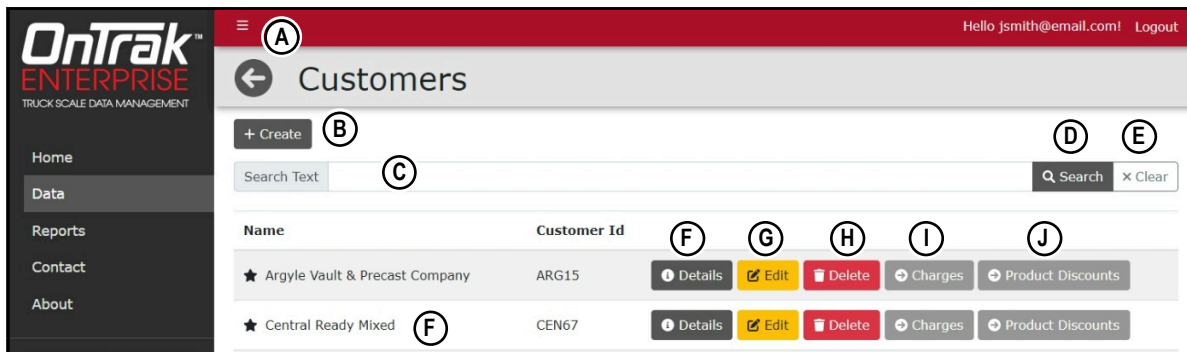 OnTrak™
ENTERPRISE
TRUCK SCALE DATA MANAGEMENT
Home
Data
Reports
Contact
About
A
Hello jsmith@email.com! Logout
Customers
+ Create B
C D E
Search Text Search × Clear
Name Customer Id F G H I J
Argyle Vault & Precast Company ARG15 Details Edit Delete Charges Product Discounts
Central Ready Mixed F CEN67 Details Edit Delete Charges Product Discounts